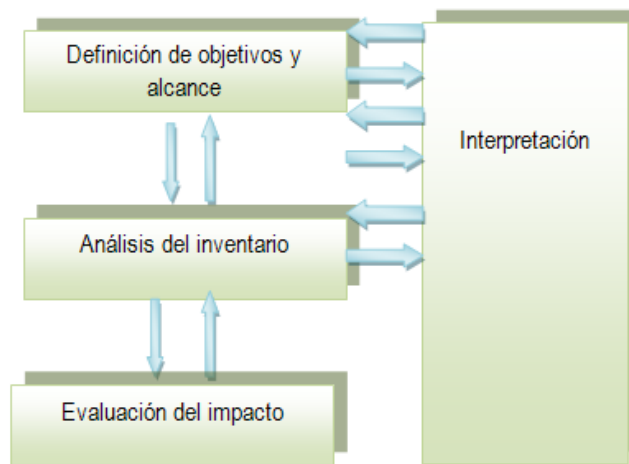 Definición de objetivos y
alcance
Interpretación
Análisis del inventario
Evaluación del impacto